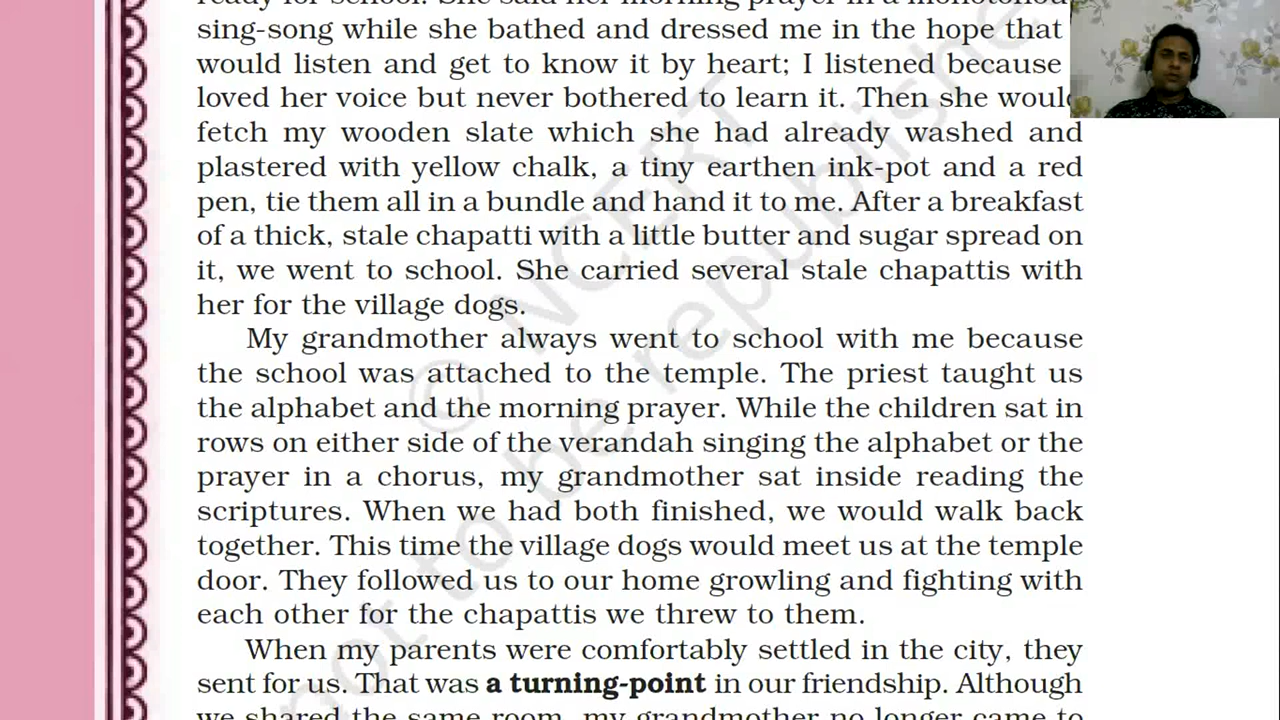 ready for school. She said her morning prayer in a monotonous
sing-song while she bathed and dressed me in the hope that
would listen and get to know it by heart; I listened because
loved her voice but never bothered to learn it. Then she would
fetch my wooden slate which she had already washed and
plastered with yellow chalk, a tiny earthen ink-pot and a red
pen, tie them all in a bundle and hand it to me. After a breakfast
of a thick, stale chapatti with a little butter and sugar spread on
it, we went to school. She carried several stale chapattis with
her for the village dogs.
My grandmother always went to school with me because
the school was attached to the temple. The priest taught us
the alphabet and the morning prayer. While the children sat in
rows on either side of the verandah singing the alphabet or the
prayer in a chorus, my grandmother sat inside reading the
scriptures. When we had both finished, we would walk back
together. This time the village dogs would meet us at the temple
door. They followed us to our home growling and fighting with
each other for the chapattis we threw to them.
When my parents were comfortably settled in the city, they
sent for us. That was a turning-point in our friendship. Although
we shared the same room, my grandmother no longer came to
© NCERT
not to be republished